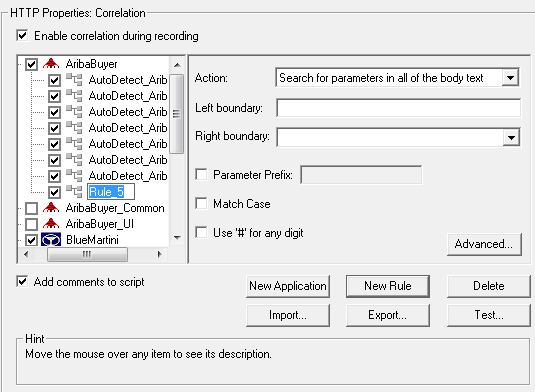 HTTP Properties: Correlation
Enable correlation during recording
AribaBuyer
AutoDetect_Arib
AutoDetect_Arib
AutoDetect_Arib
AutoDetect_Arib
AutoDetect_Arib
AutoDetect_Arib
AutoDetect_Arib
Rule_5
AribaBuyer_Common
AribaBuyer_UI
BlueMartini
Action:
Search for parameters in all of the body text
Left boundary:
Right boundary:
Parameter Prefix:
Match Case
Use '#' for any digit
Advanced...
Add comments to script
New Application
New Rule
Delete
Import...
Export...
Test...
Hint
Move the mouse over any item to see its description.